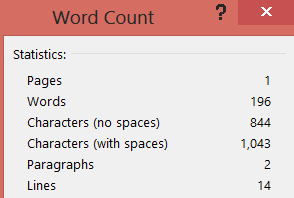 Word Count ? ×
Statistics:
Pages 1
Words 196
Characters (no spaces) 844
Characters (with spaces) 1,043
Paragraphs 2
Lines 14